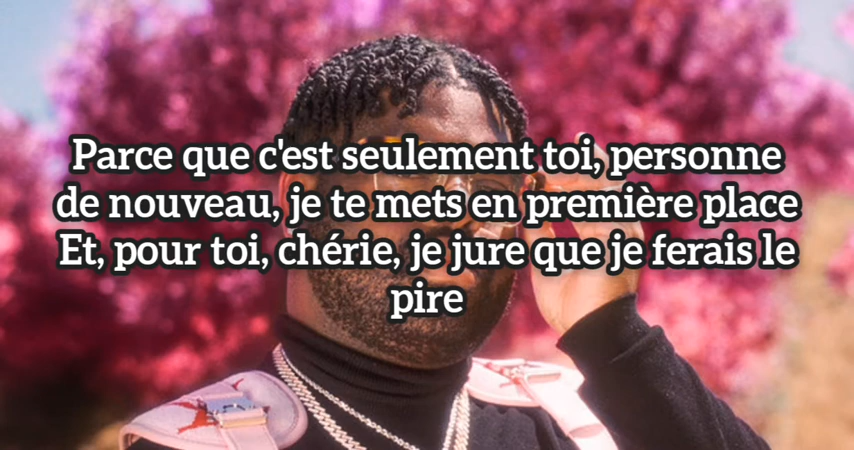 Parce que c'est seulement toi, personne
de nouveau, je te mets en première place
Et, pour toi, chérie, je jure que je ferais le
pire